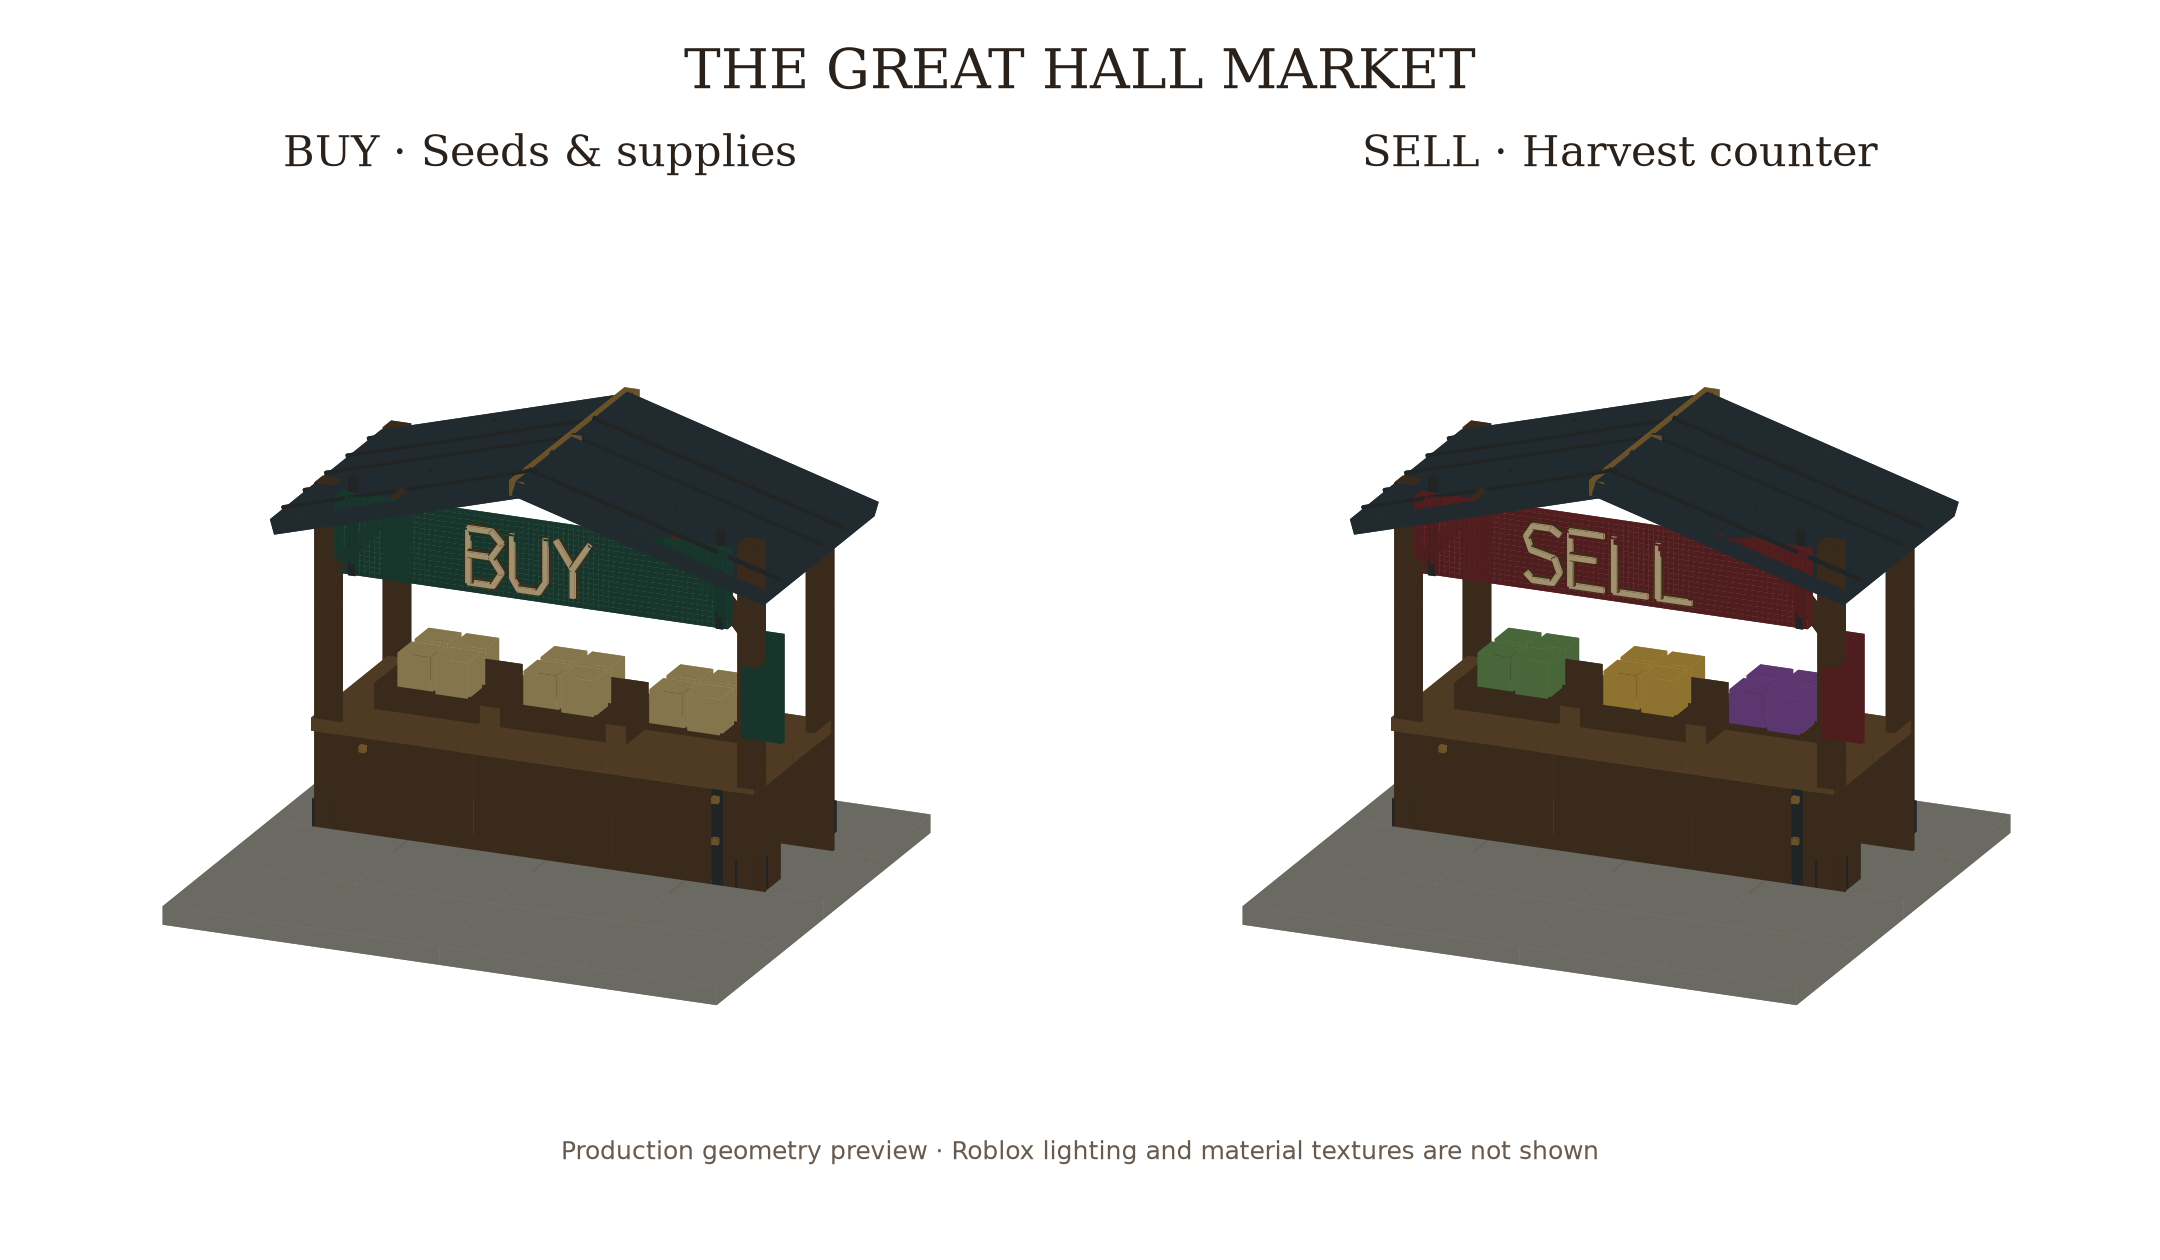 THE GREAT HALL MARKET
BUY · Seeds & supplies
SELL · Harvest counter
BUY
SELL
Production geometry preview · Roblox lighting and material textures are not shown